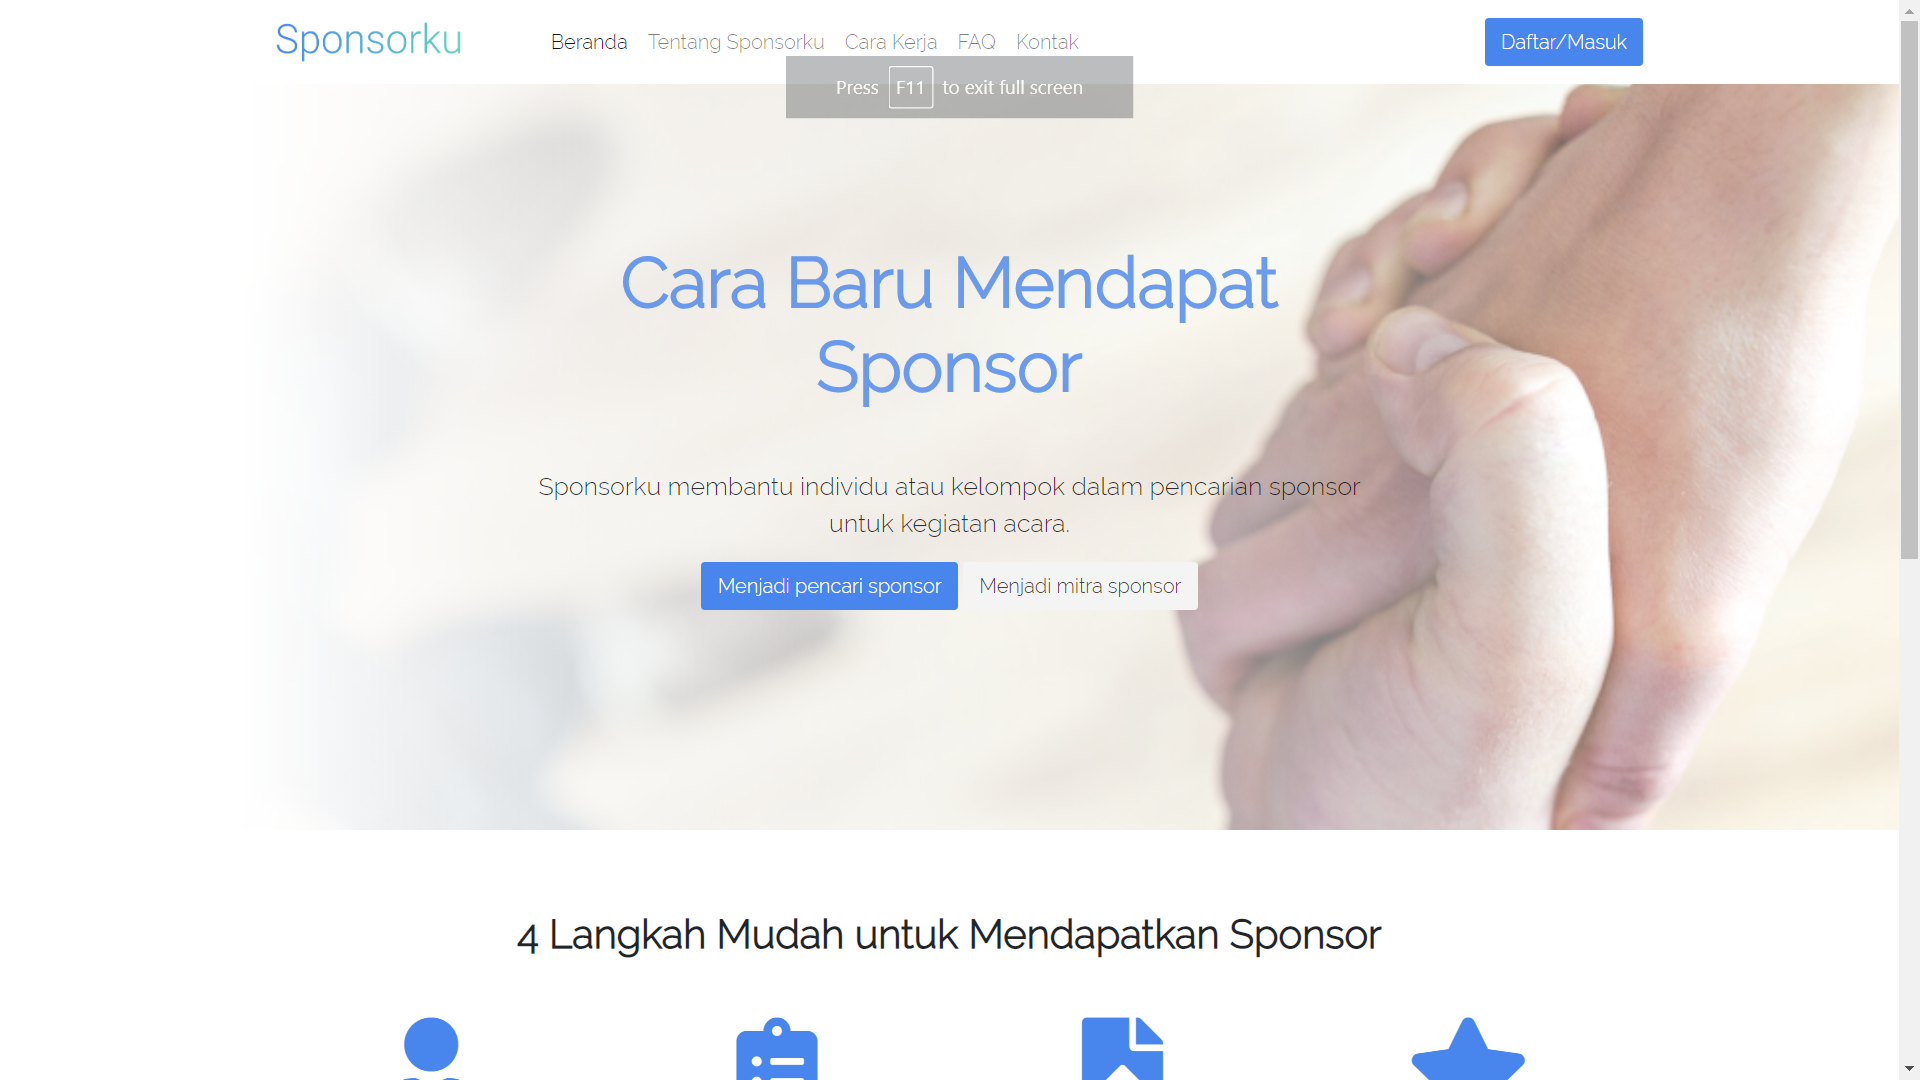 Sponsorku
Beranda Tentang Sponsorku Cara Kerja FAQ Kontak
Daftar/Masuk
Press F11 to exit full screen
Cara Baru Mendapat
Sponsor
Sponsorku membantu individu atau kelompok dalam pencarian sponsor
untuk kegiatan acara.
Menjadi pencari sponsor
Menjadi mitra sponsor
4 Langkah Mudah untuk Mendapatkan Sponsor